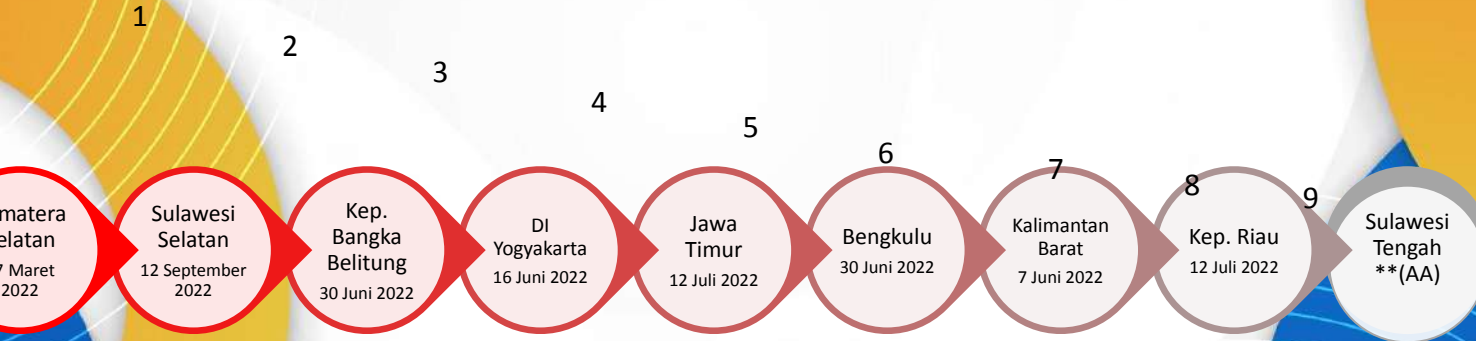 1
2
3
4
5
6
7
8
9
matera
elatan
7 Maret
2022
Sulawesi
Selatan
12 September
2022
Kep.
Bangka
Belitung
30 Juni 2022
DI
Yogyakarta
16 Juni 2022
Jawa
Timur
12 Juli 2022
Bengkulu
30 Juni 2022
Kalimantan
Barat
7 Juni 2022
Kep. Riau
12 Juli 2022
Sulawesi
Tengah
**(AA)